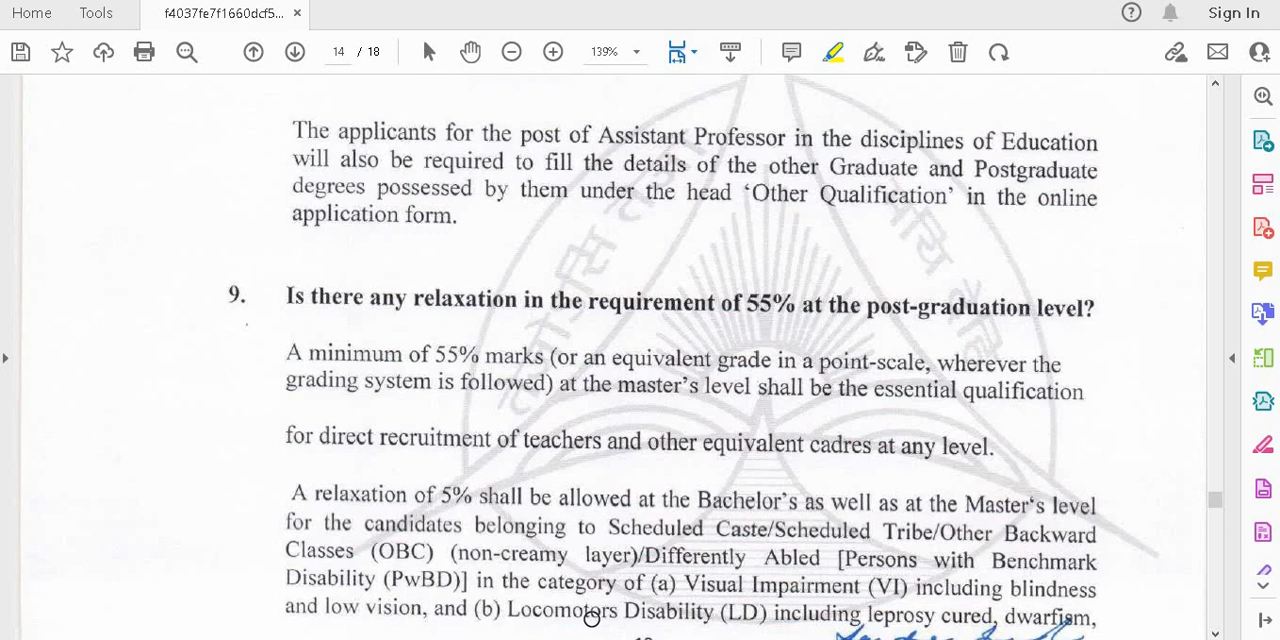 Home Tools f4037fe7f1660dcf5... × Sign In
14 / 18 139%
The applicants for the post of Assistant Professor in the disciplines of Education
will also be required to fill the details of the other Graduate and Postgraduate
degrees possessed by them under the head ‘Other Qualification’ in the online
application form.
9. Is there any relaxation in the requirement of 55% at the post-graduation level?
A minimum of 55% marks (or an equivalent grade in a point-scale, wherever the
grading system is followed) at the master's level shall be the essential qualification
for direct recruitment of teachers and other equivalent cadres at any level.
A relaxation of 5% shall be allowed at the Bachelor's as well as at the Master‘s level
for the candidates belonging to Scheduled Caste/Scheduled Tribe/Other Backward
Classes (OBC) (non-creamy layer)/Differently Abled [Persons with Benchmark
Disability (PwBD)] in the category of (a) Visual Impairment (VI) including blindness
and low vision, and (b) Locomotors Disability (LD) including leprosy cured, dwarfism,